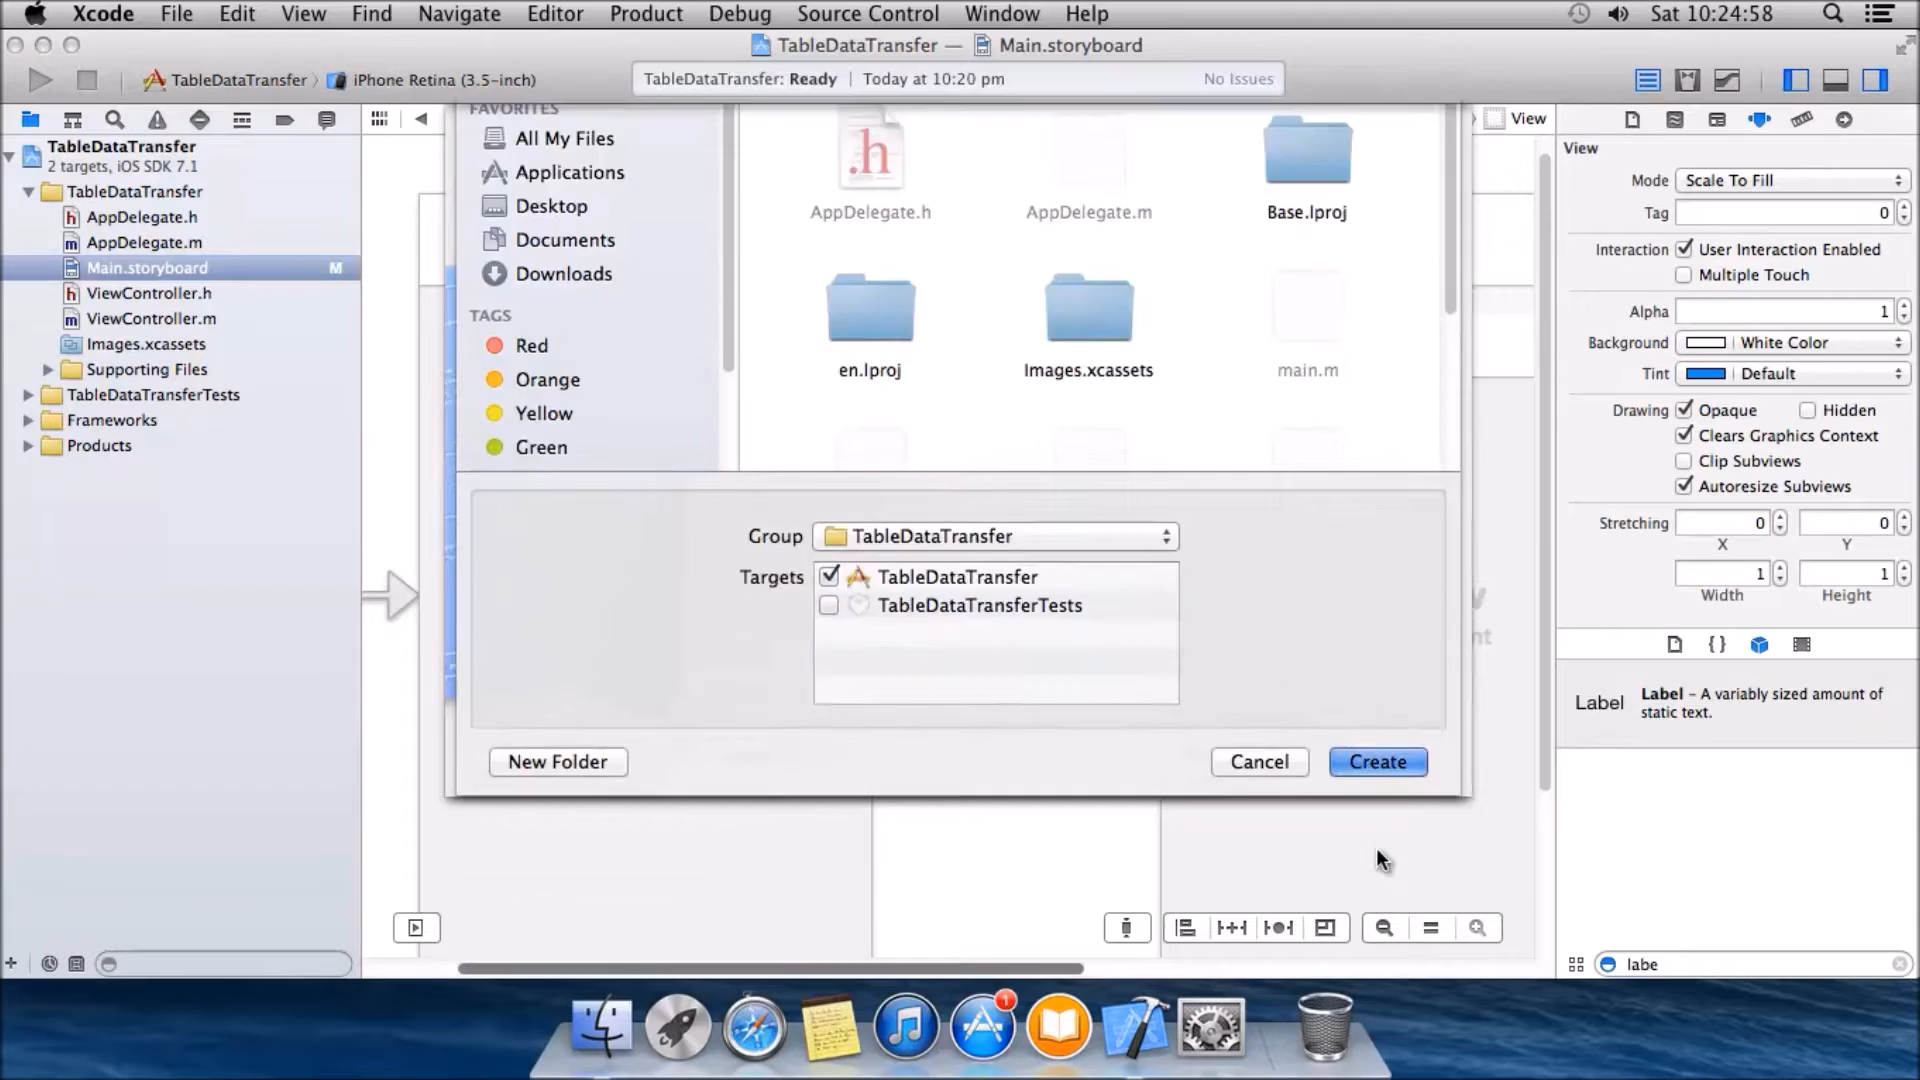 Xcode File Edit View Find Navigate Editor Product Debug Source Control Window Help Sat 10:24:58
TableDataTransfer — Main.storyboard
TableDataTransfer › iPhone Retina (3.5-inch)
TableDataTransfer: Ready | Today at 10:20 pm No Issues
TableDataTransfer
2 targets, iOS SDK 7.1
TableDataTransfer
h AppDelegate.h
m AppDelegate.m
Main.storyboard M
h ViewController.h
m ViewController.m
Images.xcassets
Supporting Files
TableDataTransferTests
Frameworks
Products
FAVORITES
All My Files
Applications
Desktop
Documents
Downloads
TAGS
Red
Orange
Yellow
Green
.h
AppDelegate.h AppDelegate.m Base.lproj
en.lproj Images.xcassets main.m
Group TableDataTransfer
Targets TableDataTransfer
TableDataTransferTests
New Folder Cancel Create
View
View
Mode Scale To Fill
Tag 0
Interaction User Interaction Enabled
Multiple Touch
Alpha 1
Background White Color
Tint Default
Drawing Opaque Hidden
Clears Graphics Context
Clip Subviews
Autoresize Subviews
Stretching 0 0
X Y
1 1
Width Height
{ }
Label Label - A variably sized amount of
static text.
labe
1